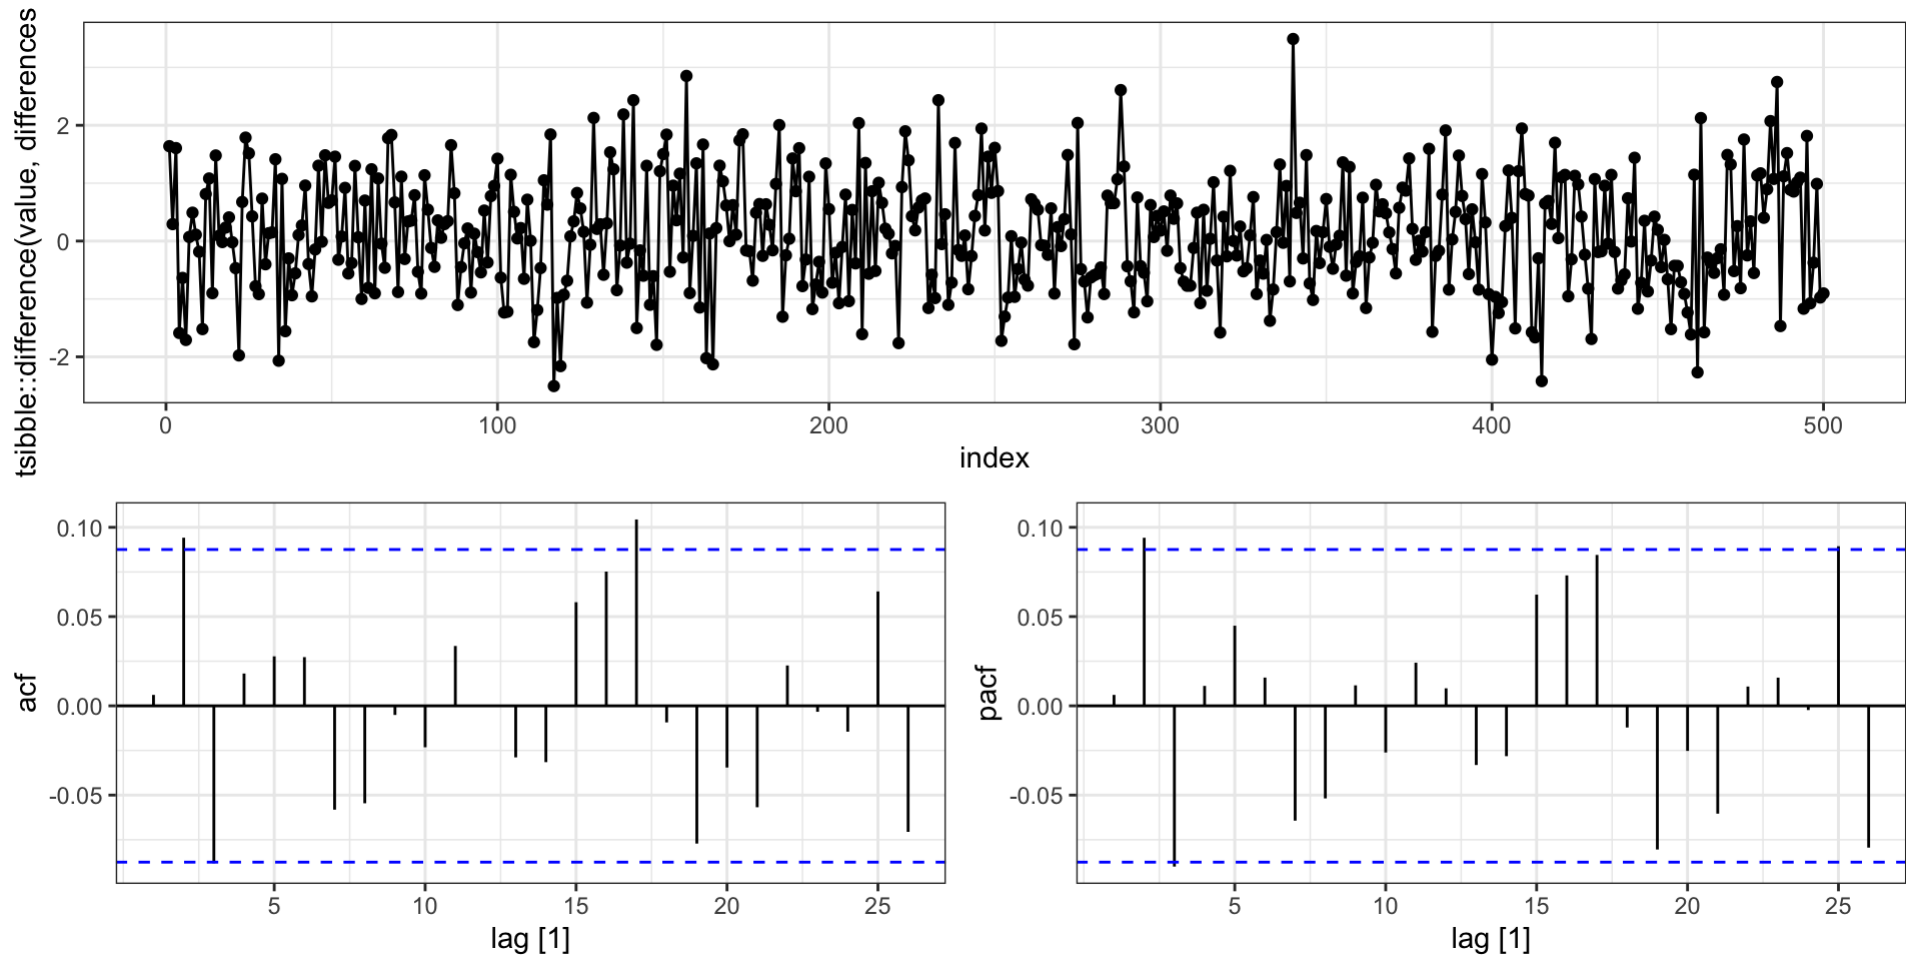 tsibble::difference(value, differences
2
0
-2
0 100 200 300 400 500
index
acf
0.10
0.05
0.00
-0.05
5 10 15 20 25
lag [1]
pacf
0.10
0.05
0.00
-0.05
5 10 15 20 25
lag [1]